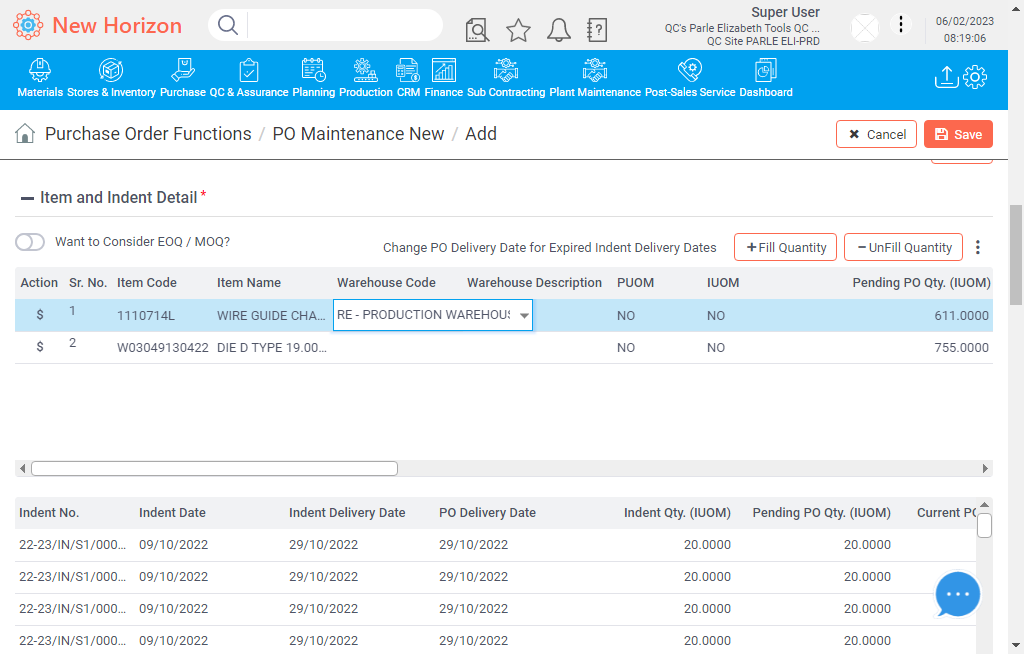 New Horizon
Super User
QC's Parle Elizabeth Tools QC ...
QC Site PARLE ELI-PRD
06/02/2023
08:19:06
Materials Stores & Inventory Purchase QC & Assurance Planning Production CRM Finance Sub Contracting Plant Maintenance Post-Sales Service Dashboard
Purchase Order Functions / PO Maintenance New / Add
Cancel
Save
Item and Indent Detail *
Want to Consider EOQ / MOQ?
Change PO Delivery Date for Expired Indent Delivery Dates
+ Fill Quantity
− UnFill Quantity
Action Sr. No. Item Code Item Name Warehouse Code Warehouse Description PUOM IUOM Pending PO Qty. (IUOM)
$ 1 1110714L WIRE GUIDE CHA... RE - PRODUCTION WAREHOUS NO NO 611.0000
$ 2 W03049130422 DIE D TYPE 19.00... NO NO 755.0000
Indent No. Indent Date Indent Delivery Date PO Delivery Date Indent Qty. (IUOM) Pending PO Qty. (IUOM) Current PO
22-23/IN/S1/000... 09/10/2022 29/10/2022 29/10/2022 20.0000 20.0000
22-23/IN/S1/000... 09/10/2022 29/10/2022 29/10/2022 20.0000 20.0000
22-23/IN/S1/000... 09/10/2022 29/10/2022 29/10/2022 20.0000 20.0000
22-23/IN/S1/000... 09/10/2022 29/10/2022 29/10/2022 20.0000 20.0000